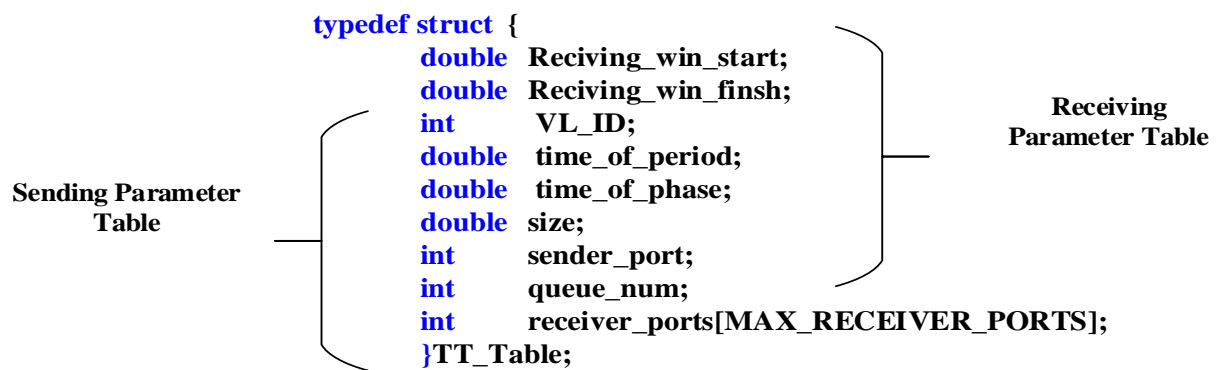 typedef struct {
double Reciving_win_start;
double Reciving_win_finsh;
int VL_ID;
double time_of_period;
double time_of_phase;
double size;
int sender_port;
int queue_num;
int receiver_ports[MAX_RECEIVER_PORTS];
}TT_Table;
Sending Parameter
Table
Receiving
Parameter Table